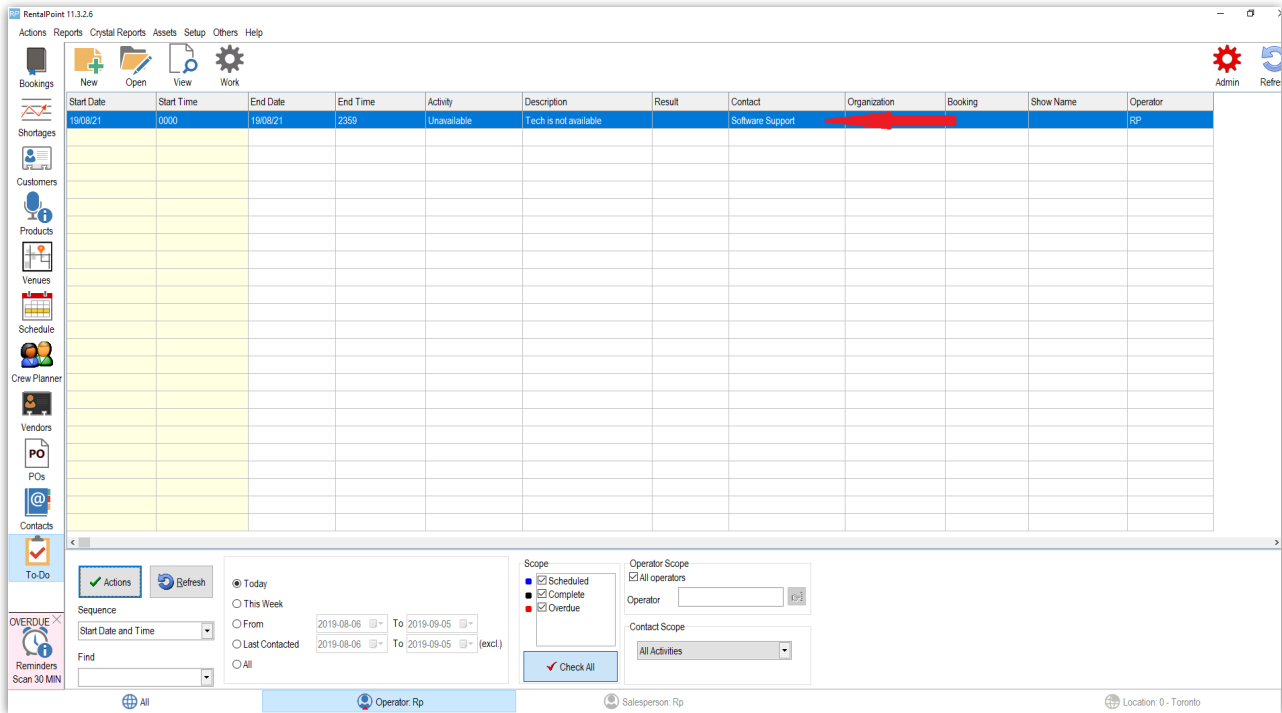 RP RentalPoint 11.3.2.6
Actions Reports Crystal Reports Assets Setup Others Help
Bookings
Shortages
Customers
Products
Venues
Schedule
Crew Planner
Vendors
PO
POs
@
Contacts
To-Do
OVERDUE
Reminders
Scan 30 MIN
New Open View Work Admin Refre
Start Date Start Time End Date End Time Activity Description Result Contact Organization Booking Show Name Operator
19/08/21 0000 19/08/21 2359 Unavailable Tech is not available Software Support RP
Actions Refresh
Sequence
Start Date and Time
Find
Today
This Week
From 2019-08-06 To 2019-09-05
Last Contacted 2019-08-06 To 2019-09-05 (excl.)
All
Scope
Scheduled
Complete
Overdue
Check All
Operator Scope
All operators
Operator
Contact Scope
All Activities
All Operator: Rp Salesperson: Rp Location: 0 - Toronto